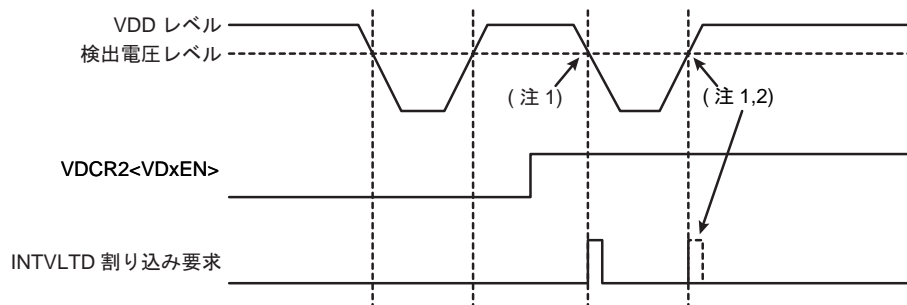 VDD レベル
検出電圧レベル
( 注 1)
( 注 1,2)
VDCR2<VDxEN>
INTVLTD 割り込み要求